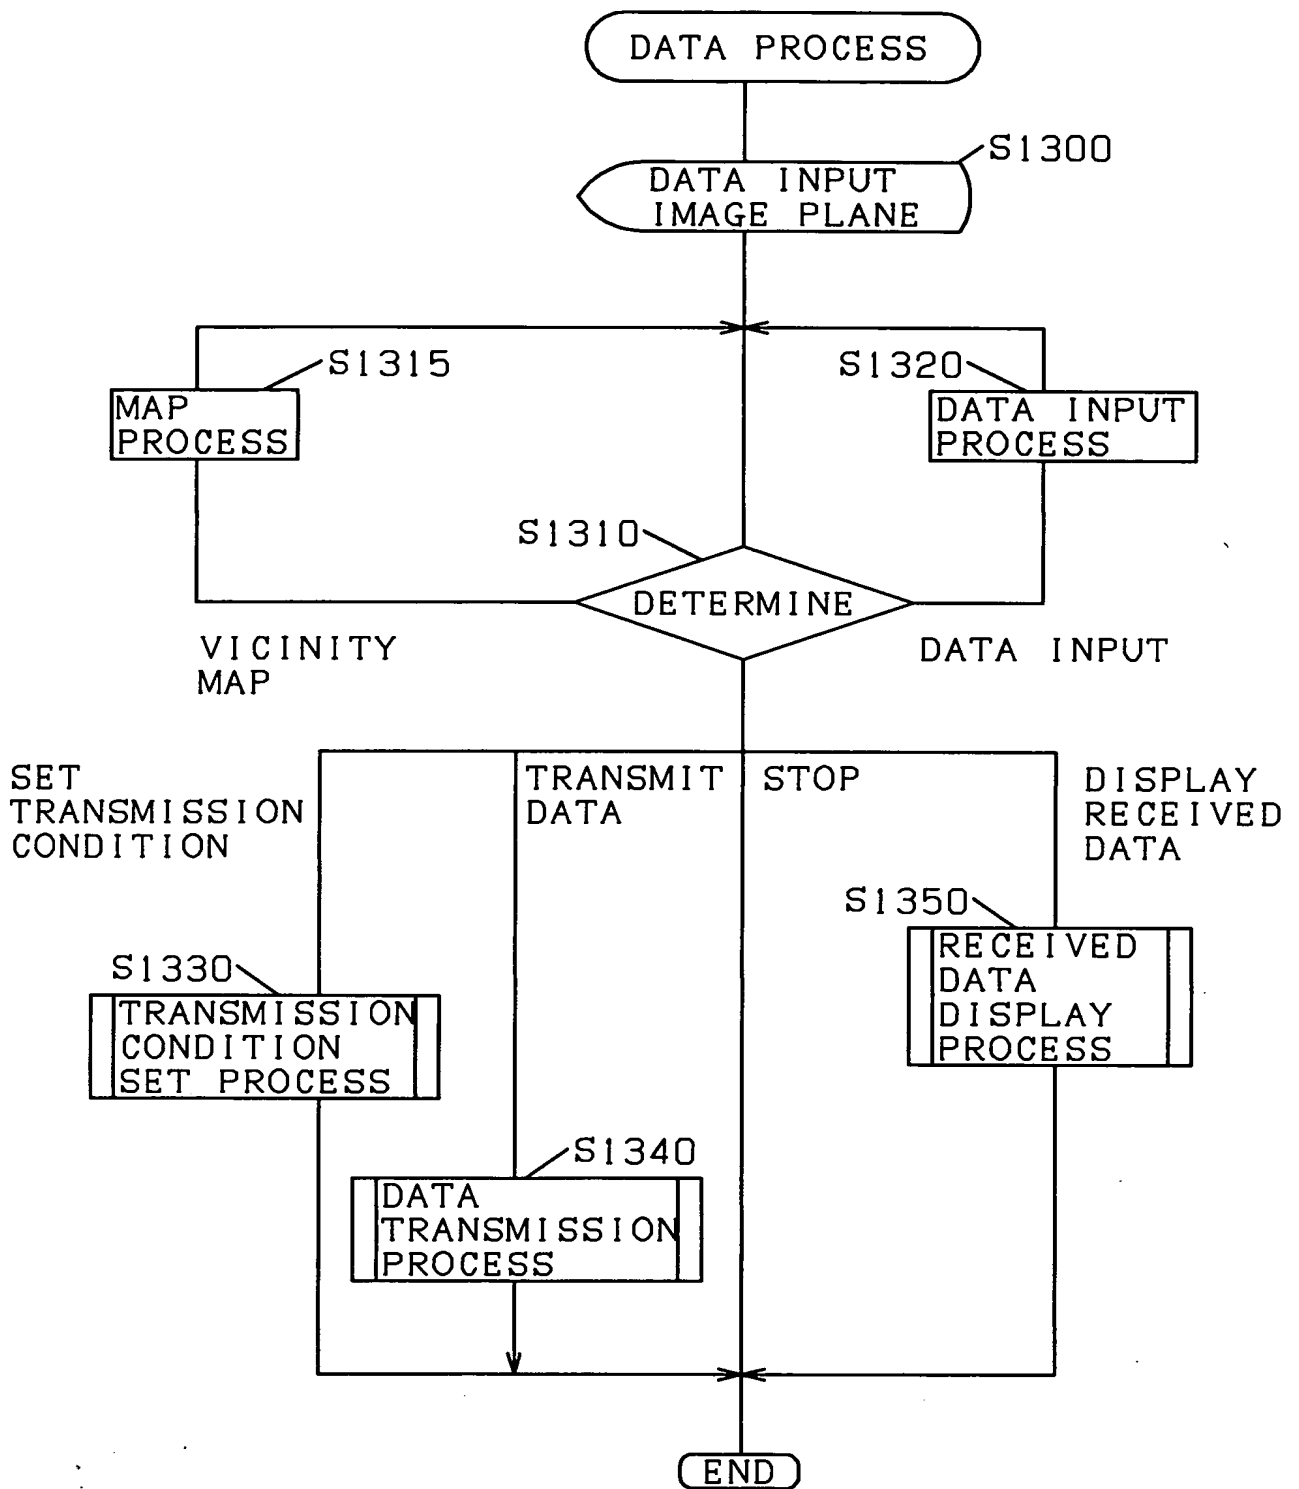 DATA PROCESS
S1300
DATA INPUT
IMAGE PLANE
S1315
MAP
PROCESS
S1320
DATA INPUT
PROCESS
S1310
DETERMINE
VICINITY
MAP
DATA INPUT
SET
TRANSMISSION
CONDITION
TRANSMIT
DATA
STOP
DISPLAY
RECEIVED
DATA
S1350
RECEIVED
DATA
DISPLAY
PROCESS
S1330
TRANSMISSION
CONDITION
SET PROCESS
S1340
DATA
TRANSMISSION
PROCESS
END